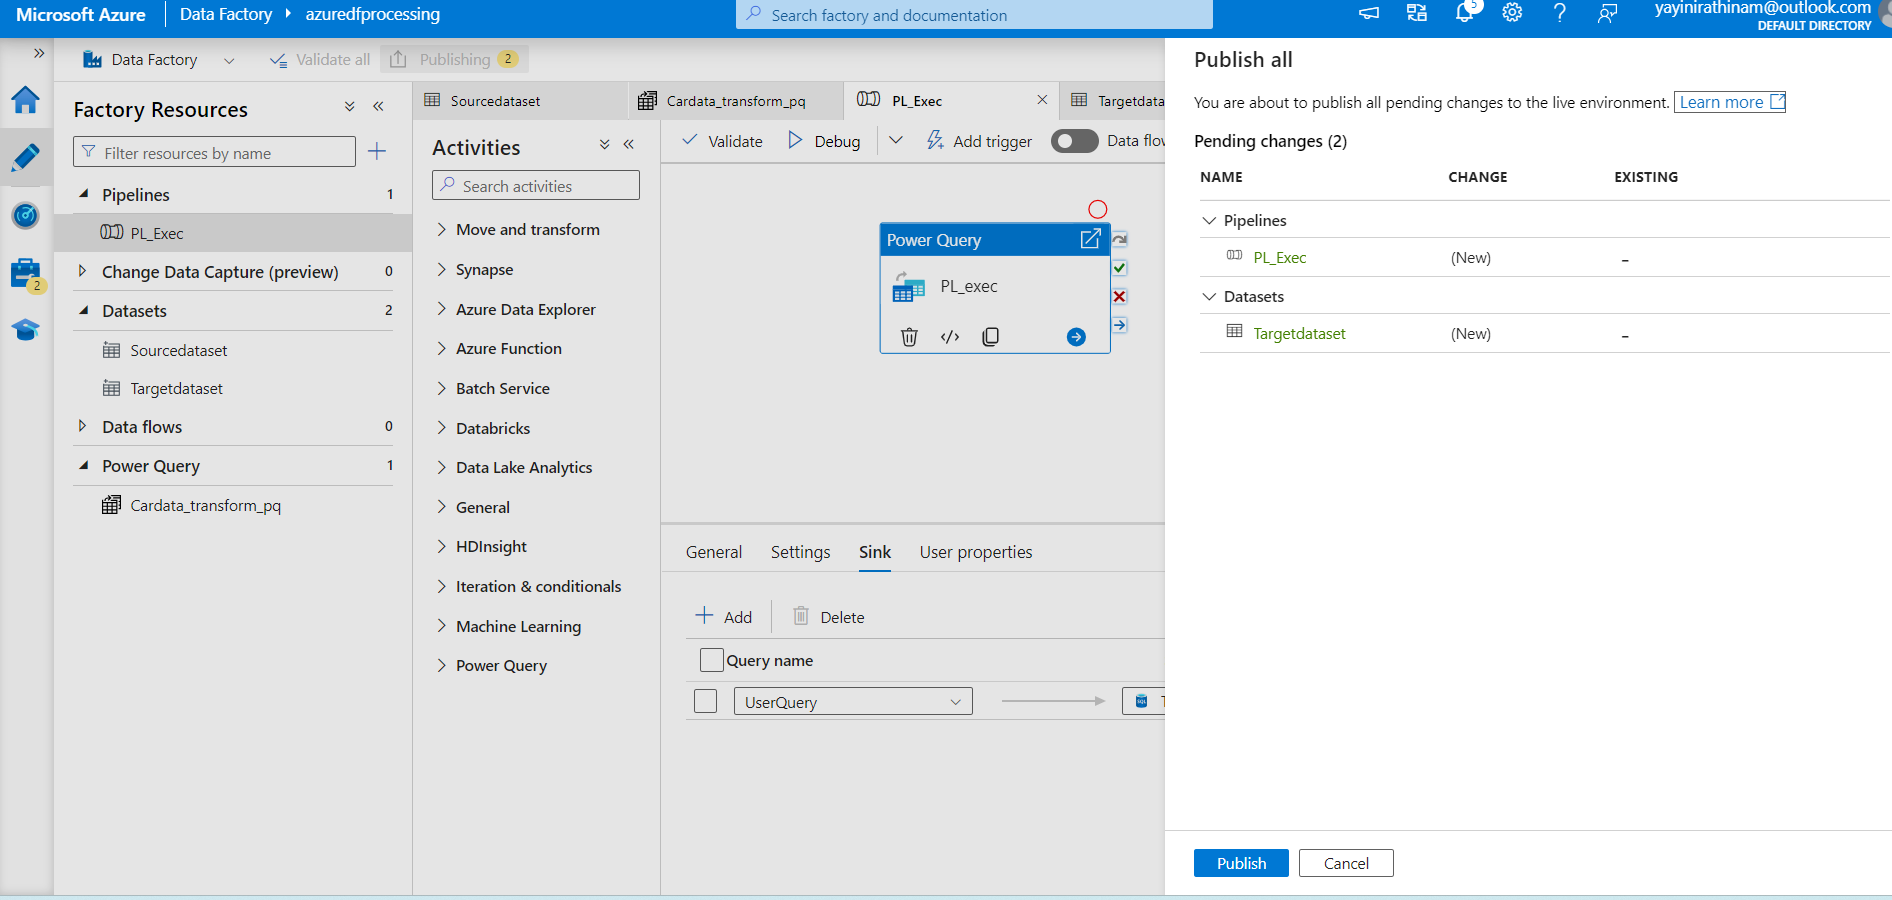 Microsoft Azure Data Factory azuredfprocessing Search factory and documentation 5 yayinirathinam@outlook.com
DEFAULT DIRECTORY
Data Factory Validate all Publishing 2
Factory Resources
Filter resources by name
Pipelines 1
PL_Exec
Change Data Capture (preview) 0
2
Datasets 2
Sourcedataset
Targetdataset
Data flows 0
Power Query 1
Cardata_transform_pq
Sourcedataset Cardata_transform_pq PL_Exec Targetdata
Activities
Search activities
Move and transform
Synapse
Azure Data Explorer
Azure Function
Batch Service
Databricks
Data Lake Analytics
General
HDInsight
Iteration & conditionals
Machine Learning
Power Query
Validate Debug Add trigger Data flow
Power Query
PL_exec
General Settings Sink User properties
Add Delete
Query name
UserQuery
SQL T
Publish all
You are about to publish all pending changes to the live environment. Learn more
Pending changes (2)
NAME CHANGE EXISTING
Pipelines
PL_Exec (New) -
Datasets
Targetdataset (New) -
Publish Cancel